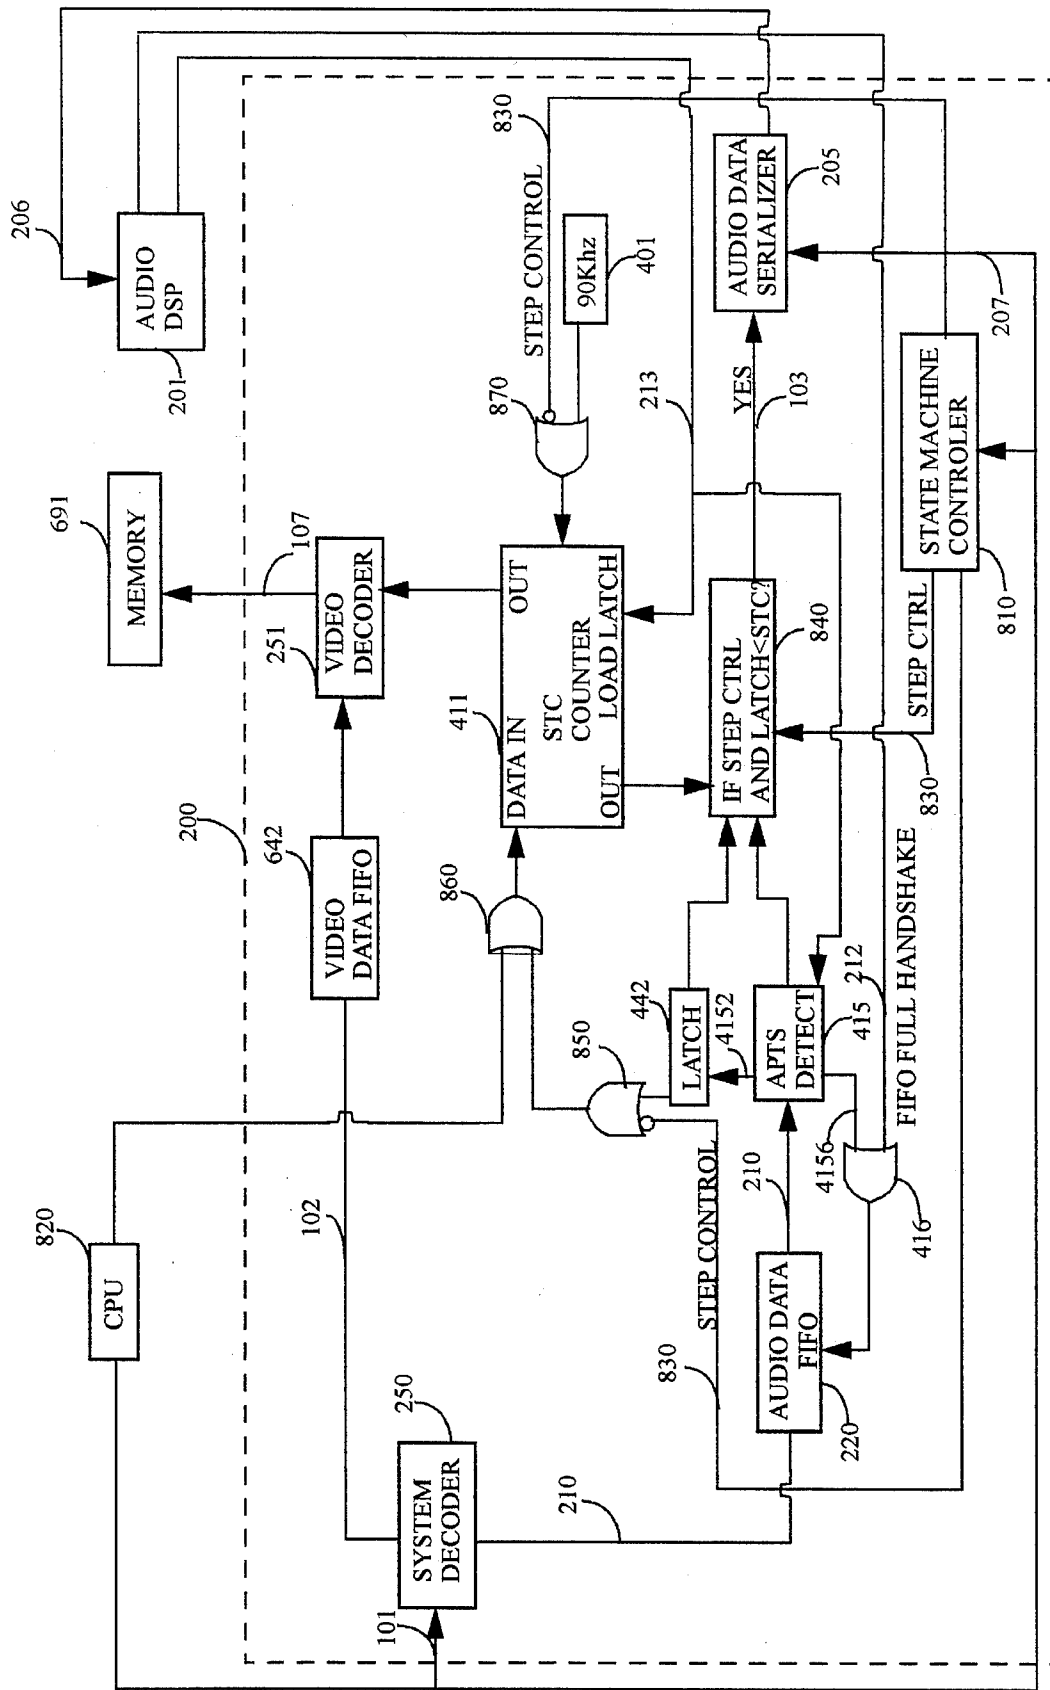 206
AUDIO
DSP
201
691
MEMORY
107
VIDEO
DECODER
251
200
642
VIDEO
DATA FIFO
820
CPU
102
250
SYSTEM
DECODER
101
210
830
STEP CONTROL
90Khz
401
870
411
DATA IN
OUT
STC
COUNTER
OUT
LOAD LATCH
860
850
442
LATCH
4152
APTS
DETECT
415
210
4156
416
AUDIO DATA
FIFO
220
STEP CONTROL
830
213
IF STEP CTRL
AND LATCH<STC?
840
YES
103
AUDIO DATA
SERIALIZER
205
207
212
FIFO FULL HANDSHAKE
830
STEP CTRL
STATE MACHINE
CONTROLER
810